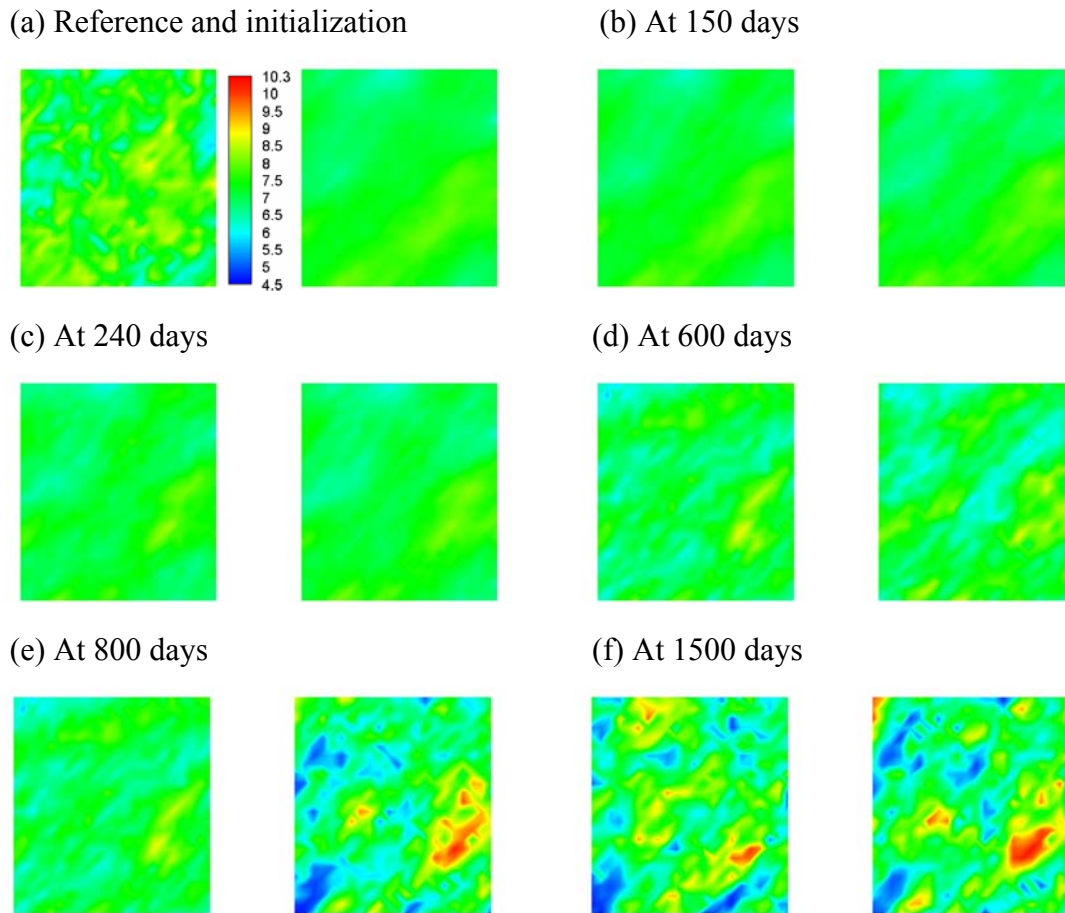 (a) Reference and initialization
(b) At 150 days
10.3
10
9.5
9
8.5
8
7.5
7
6.5
6
5.5
5
4.5
(c) At 240 days
(d) At 600 days
(e) At 800 days
(f) At 1500 days